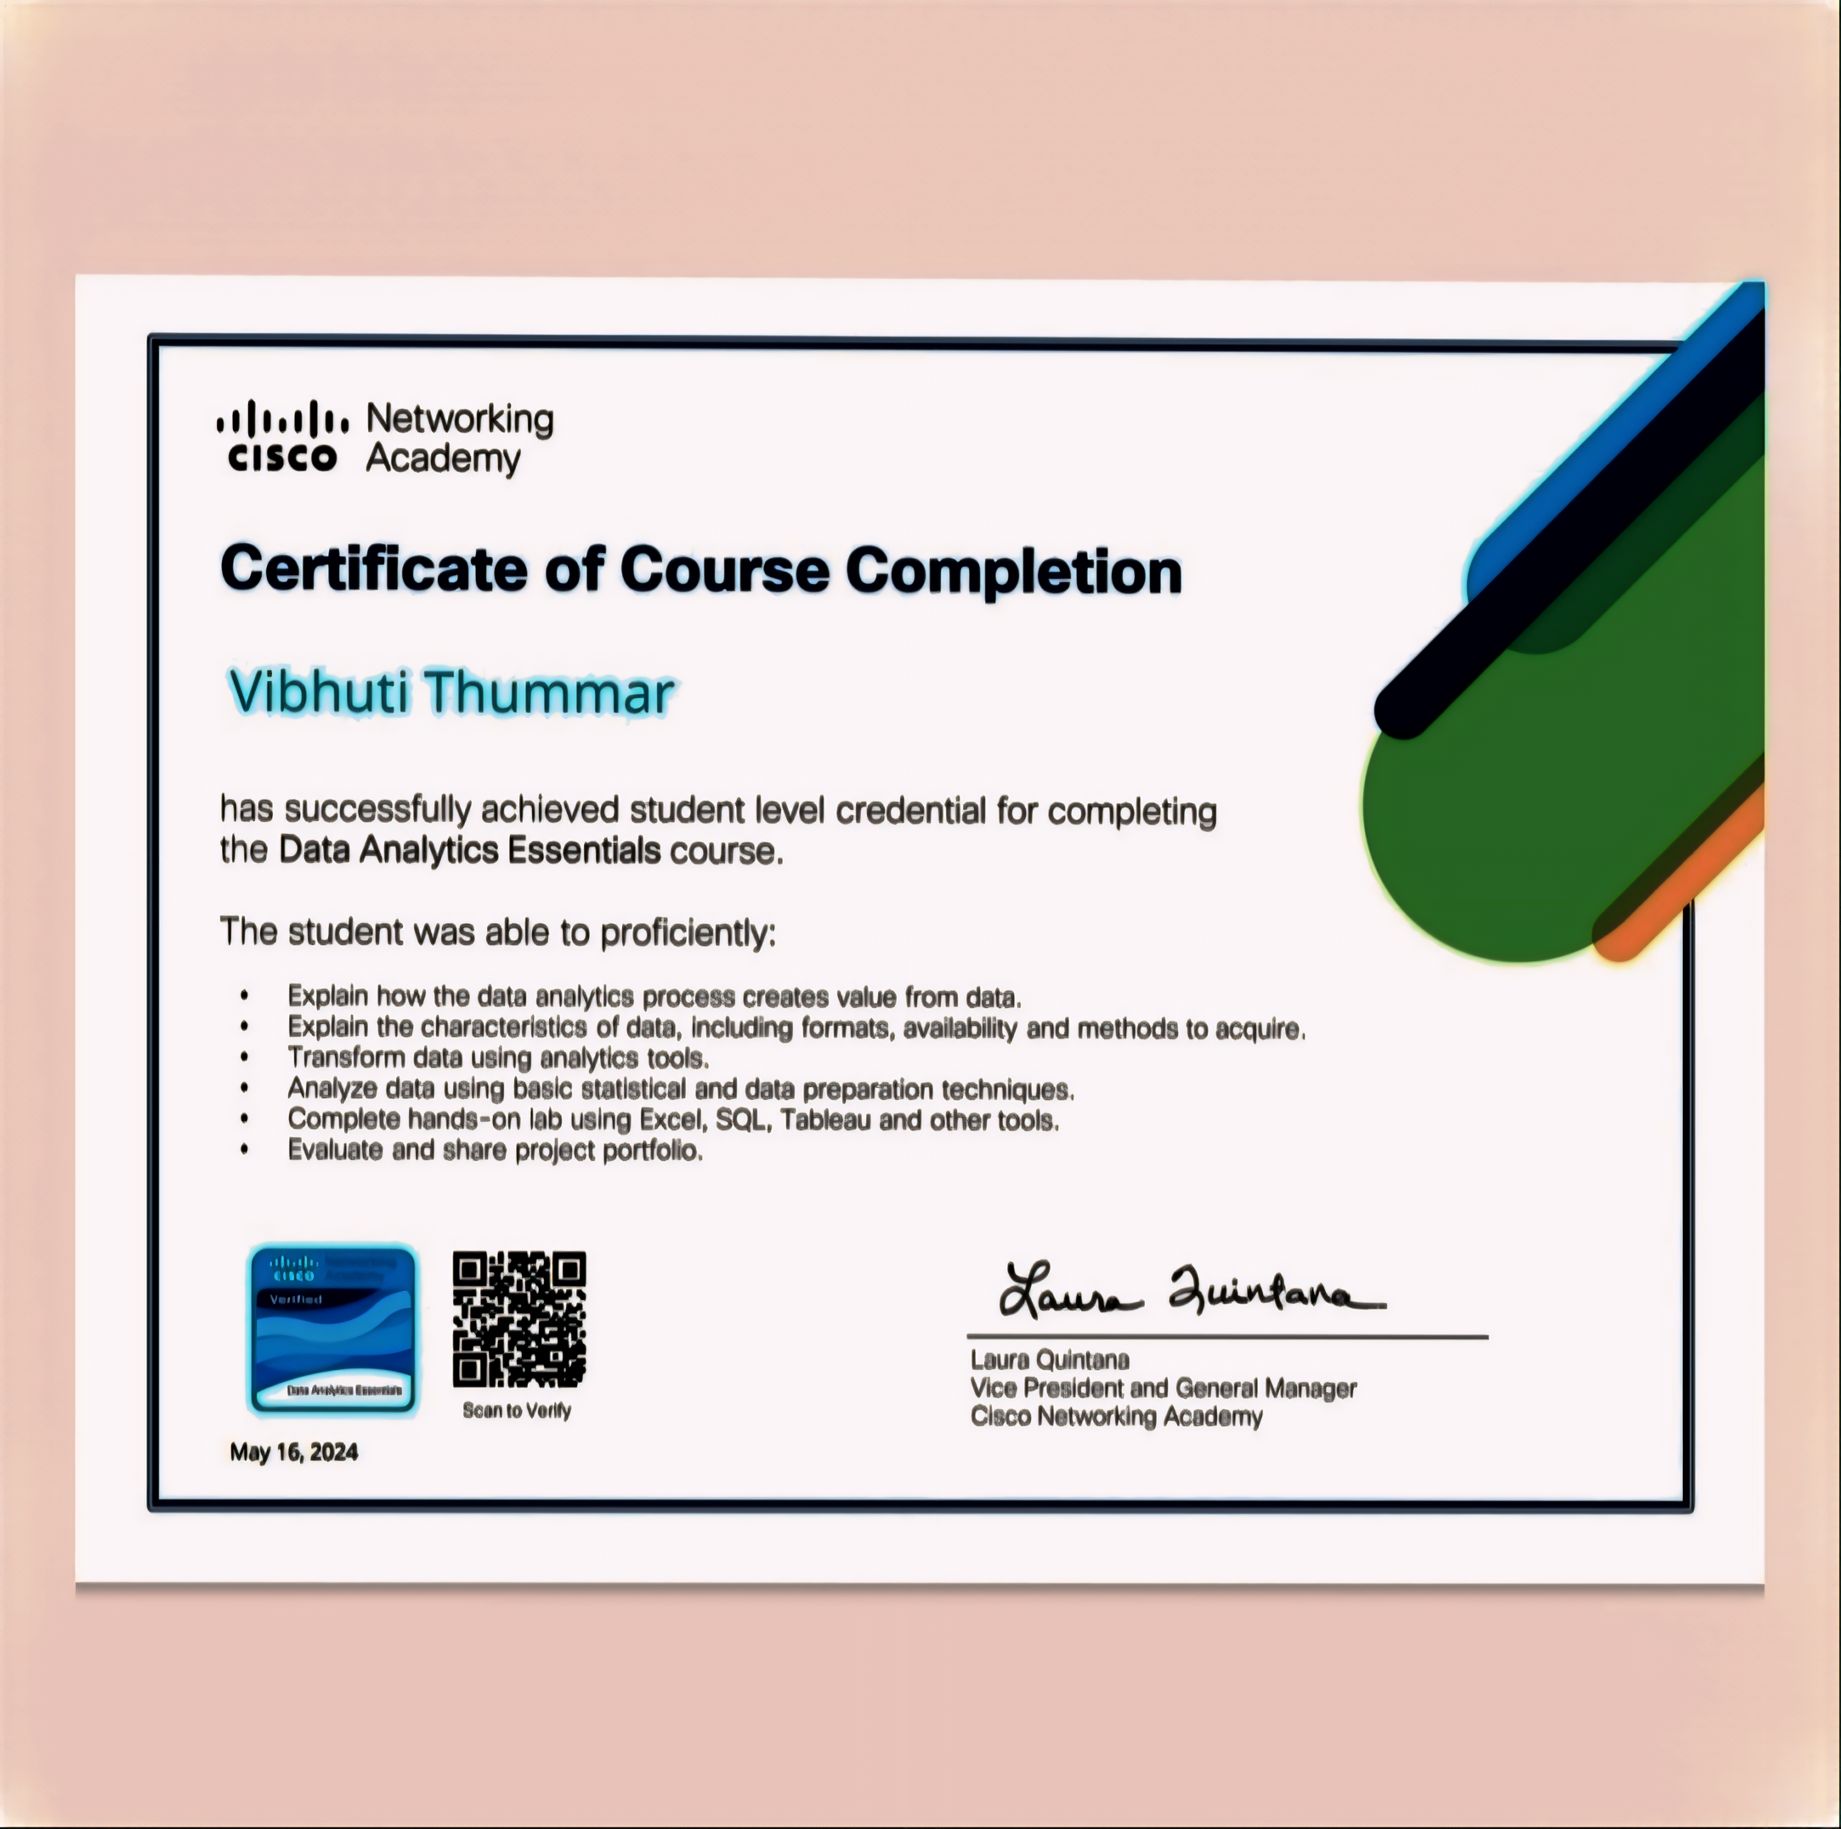 Networking
CISCO Academy
Certificate of Course Completion
Vibhuti Thummar
has successfully achieved student level credential for completing
the Data Analytics Essentials course.
The student was able to proficiently:
• Explain how the data analytics process creates value from data.
• Explain the characteristics of data, including formats, availability and methods to acquire.
• Transform data using analytics tools.
• Analyze data using basic statistical and data preparation techniques.
• Complete hands-on lab using Excel, SQL, Tableau and other tools.
• Evaluate and share project portfolio.
CISCO Networking Academy
Verified
Data Analytics Essentials
Scan to Verify
May 16, 2024
Laura Quintana
Laura Quintana
Vice President and General Manager
Cisco Networking Academy